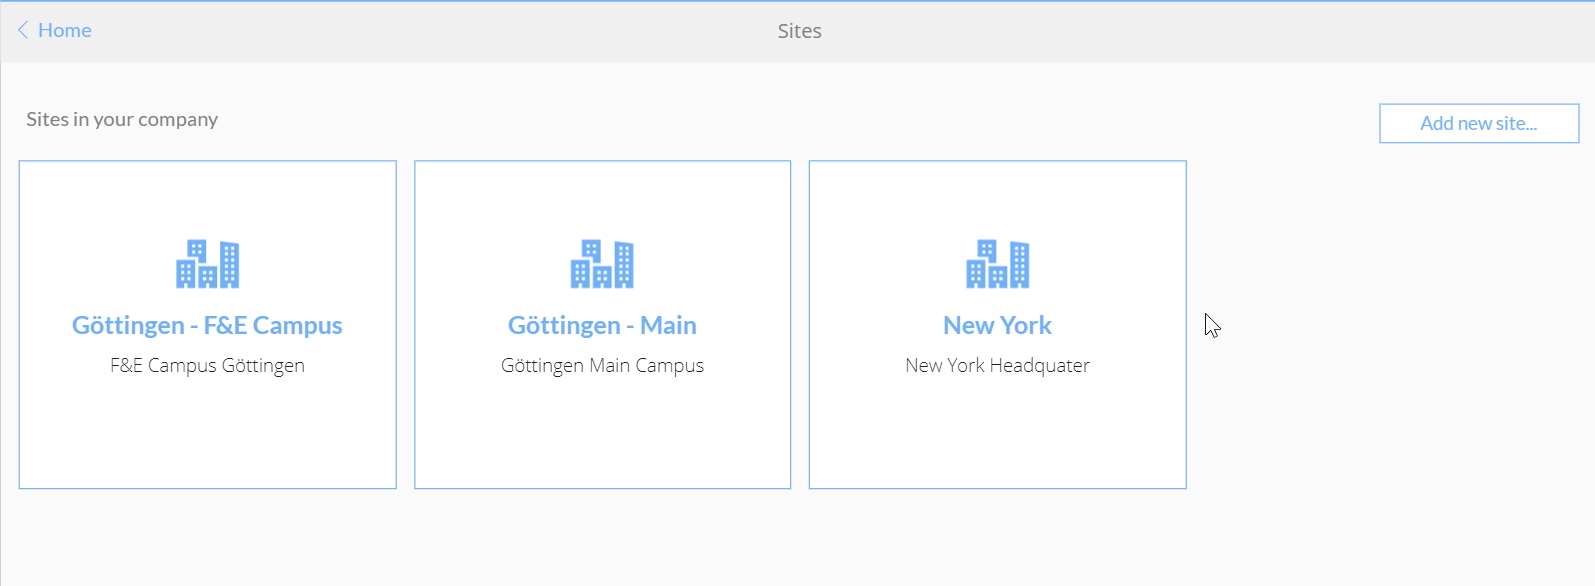 Home
Sites
Sites in your company
Add new site...
Göttingen - F&E Campus
F&E Campus Göttingen
Göttingen - Main
Göttingen Main Campus
New York
New York Headquater